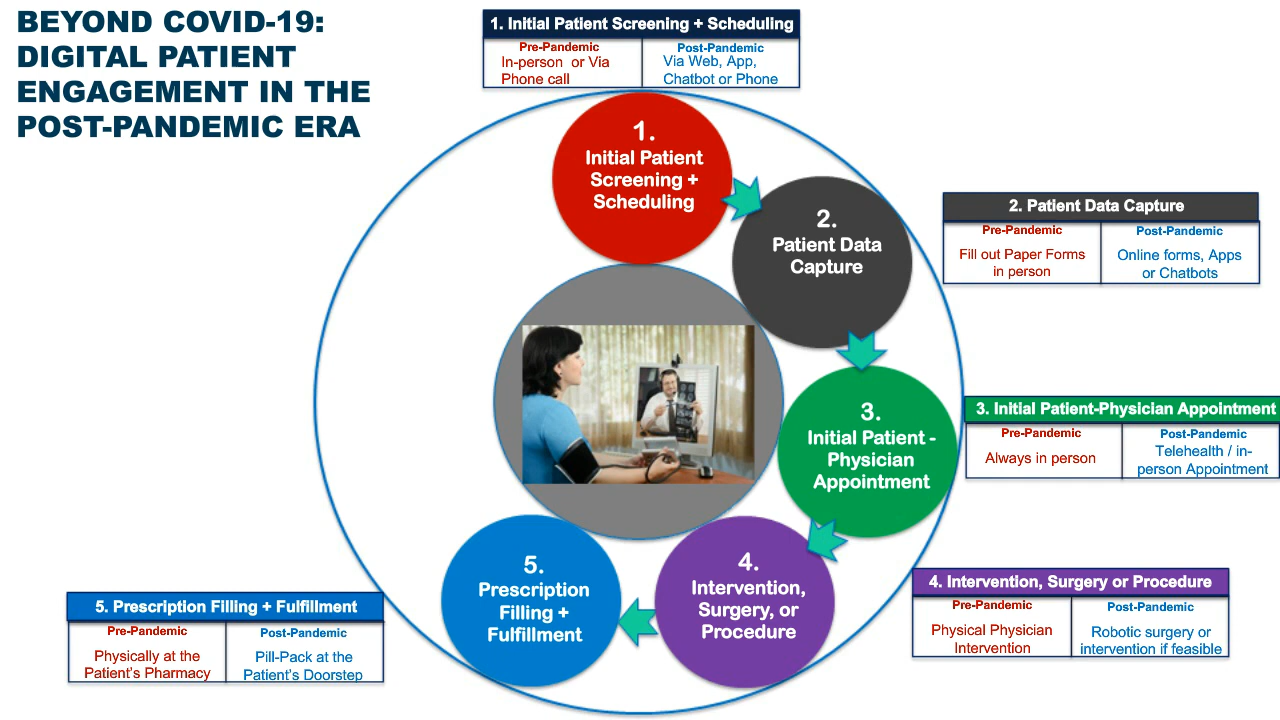 BEYOND COVID-19:
DIGITAL PATIENT
ENGAGEMENT IN THE
POST-PANDEMIC ERA
1. Initial Patient Screening + Scheduling
Pre-Pandemic
In-person or Via
Phone call
Post-Pandemic
Via Web, App,
Chatbot or Phone
1.
Initial Patient
Screening +
Scheduling
2.
Patient Data
Capture
2. Patient Data Capture
Pre-Pandemic
Fill out Paper Forms
in person
Post-Pandemic
Online forms, Apps
or Chatbots
3.
Initial Patient -
Physician
Appointment
3. Initial Patient-Physician Appointment
Pre-Pandemic
Always in person
Post-Pandemic
Telehealth / in-
person Appointment
4.
Intervention,
Surgery, or
Procedure
4. Intervention, Surgery or Procedure
Pre-Pandemic
Physical Physician
Intervention
Post-Pandemic
Robotic surgery or
intervention if feasible
5.
Prescription
Filling +
Fulfillment
5. Prescription Filling + Fulfillment
Pre-Pandemic
Physically at the
Patient's Pharmacy
Post-Pandemic
Pill-Pack at the
Patient's Doorstep